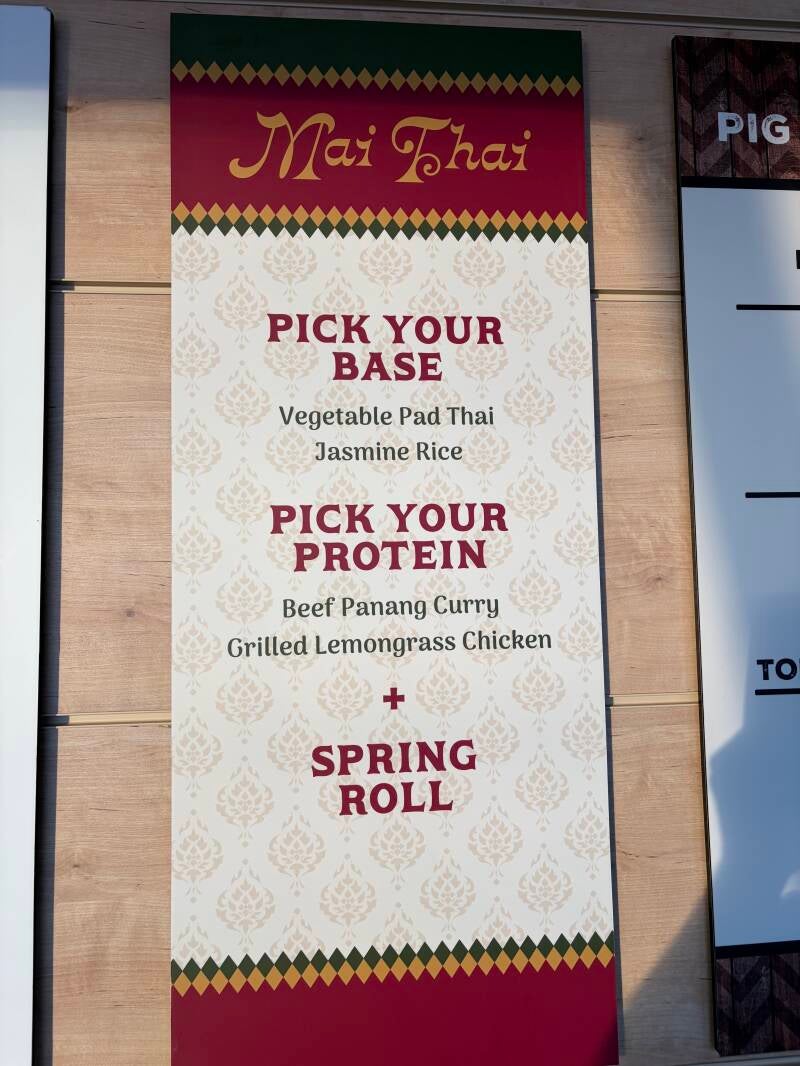 Mai Thai
PICK YOUR
BASE
Vegetable Pad Thai
Jasmine Rice
PICK YOUR
PROTEIN
Beef Panang Curry
Grilled Lemongrass Chicken
+
SPRING
ROLL
PIG